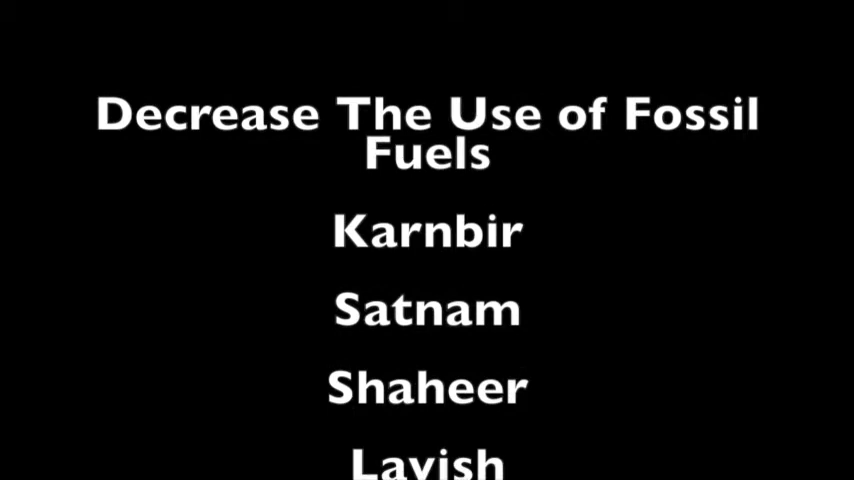 Decrease The Use of Fossil
Fuels
Karnbir
Satnam
Shaheer
Lavish